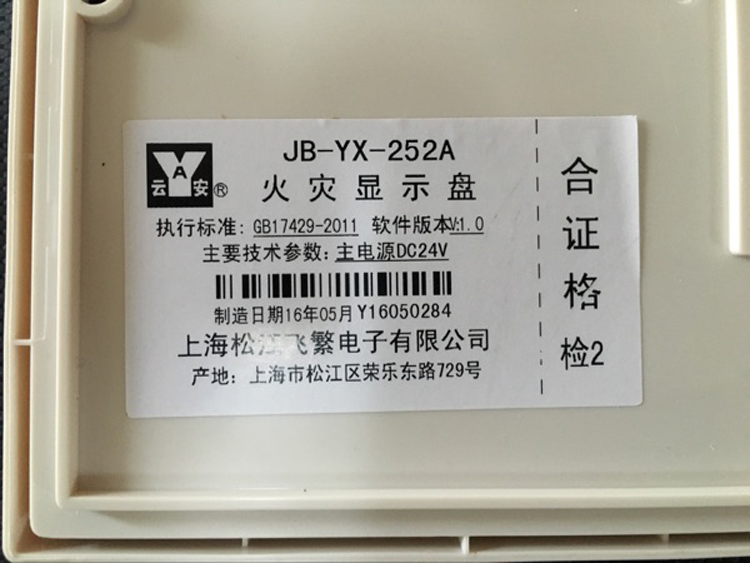 JB-YX-252A
云 A 安 ®
火灾显示盘
执行标准: GB17429-2011 软件版本V:1.0
主要技术参数: 主电源DC24V
制造日期16年05月 Y16050284
上海松江飞繁电子有限公司
产地: 上海市松江区荣乐东路729号
合
证
格
检2